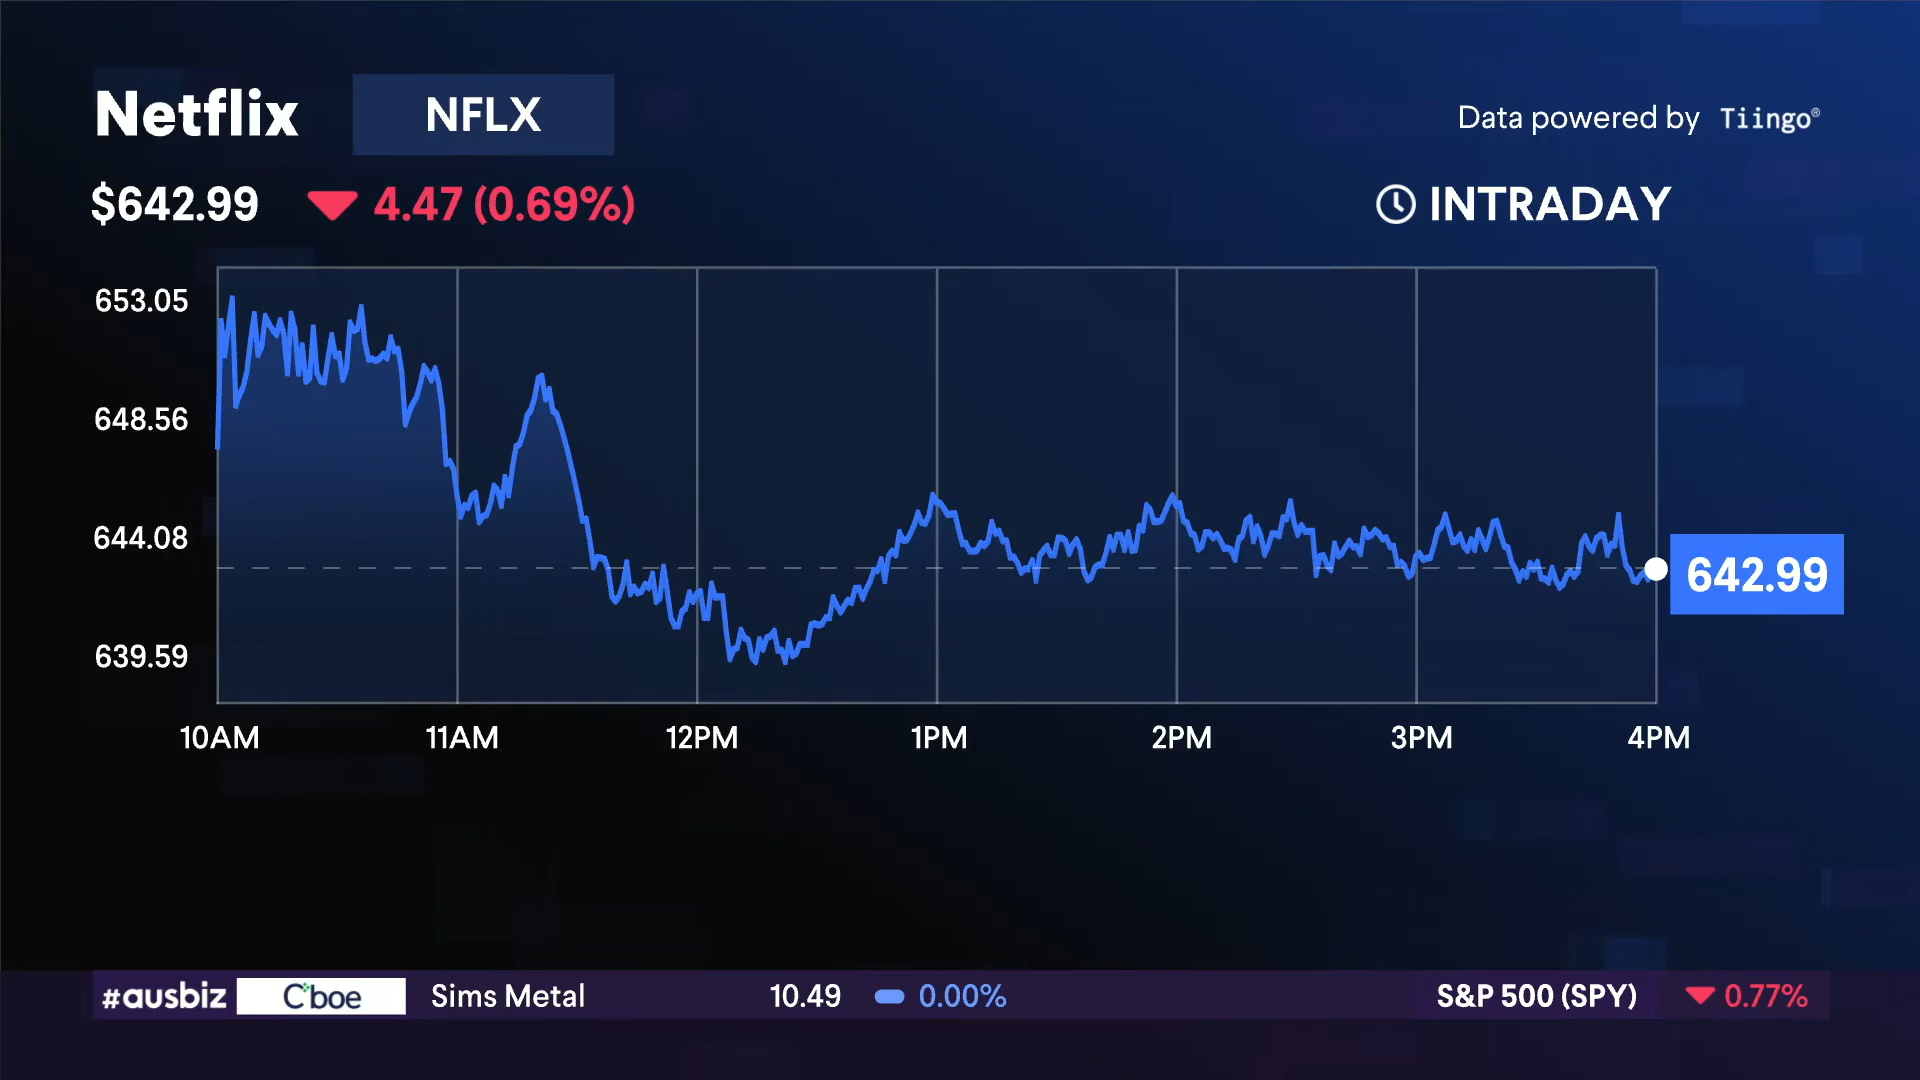 Netflix NFLX
Data powered by Tiingo®
$642.99 4.47 (0.69%)
INTRADAY
653.05
648.56
644.08
639.59
642.99
10AM 11AM 12PM 1PM 2PM 3PM 4PM
#ausbiz Cboe Sims Metal 10.49 0.00% S&P 500 (SPY) 0.77%